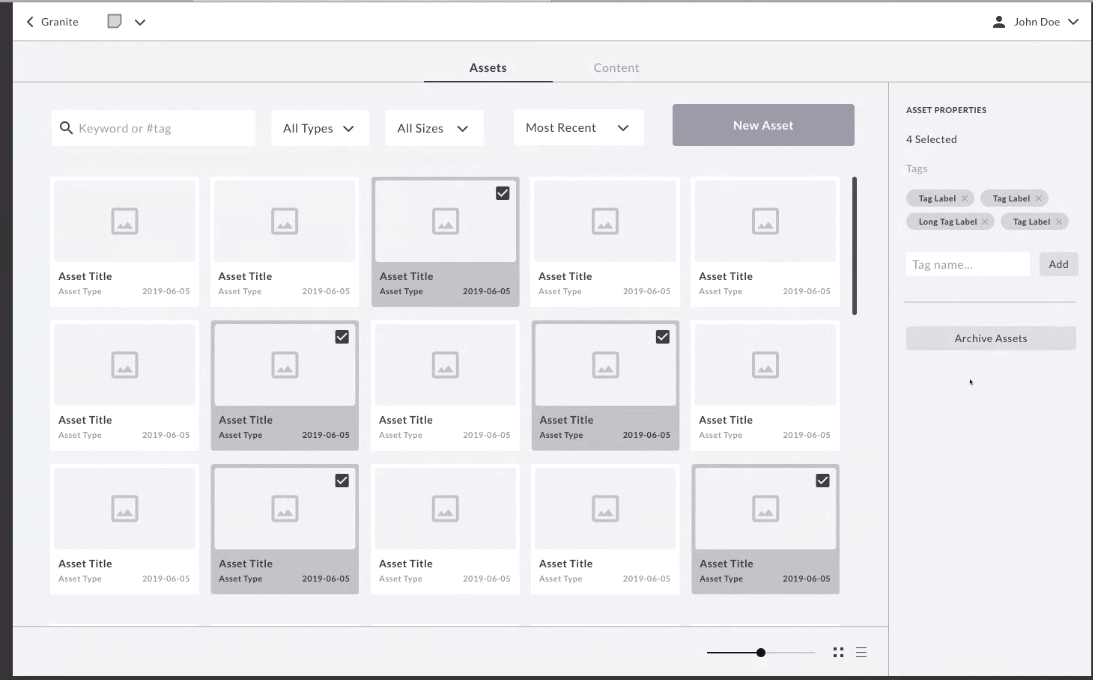 Granite
John Doe
Assets Content
Keyword or #tag All Types All Sizes Most Recent New Asset
Asset Title Asset Title Asset Title Asset Title Asset Title
Asset Type 2019-06-05 Asset Type 2019-06-05 Asset Type 2019-06-05 Asset Type 2019-06-05 Asset Type 2019-06-05
Asset Title Asset Title Asset Title Asset Title Asset Title
Asset Type 2019-06-05 Asset Type 2019-06-05 Asset Type 2019-06-05 Asset Type 2019-06-05 Asset Type 2019-06-05
Asset Title Asset Title Asset Title Asset Title Asset Title
Asset Type 2019-06-05 Asset Type 2019-06-05 Asset Type 2019-06-05 Asset Type 2019-06-05 Asset Type 2019-06-05
ASSET PROPERTIES
4 Selected
Tags
Tag Label Tag Label
Long Tag Label Tag Label
Tag name... Add
Archive Assets